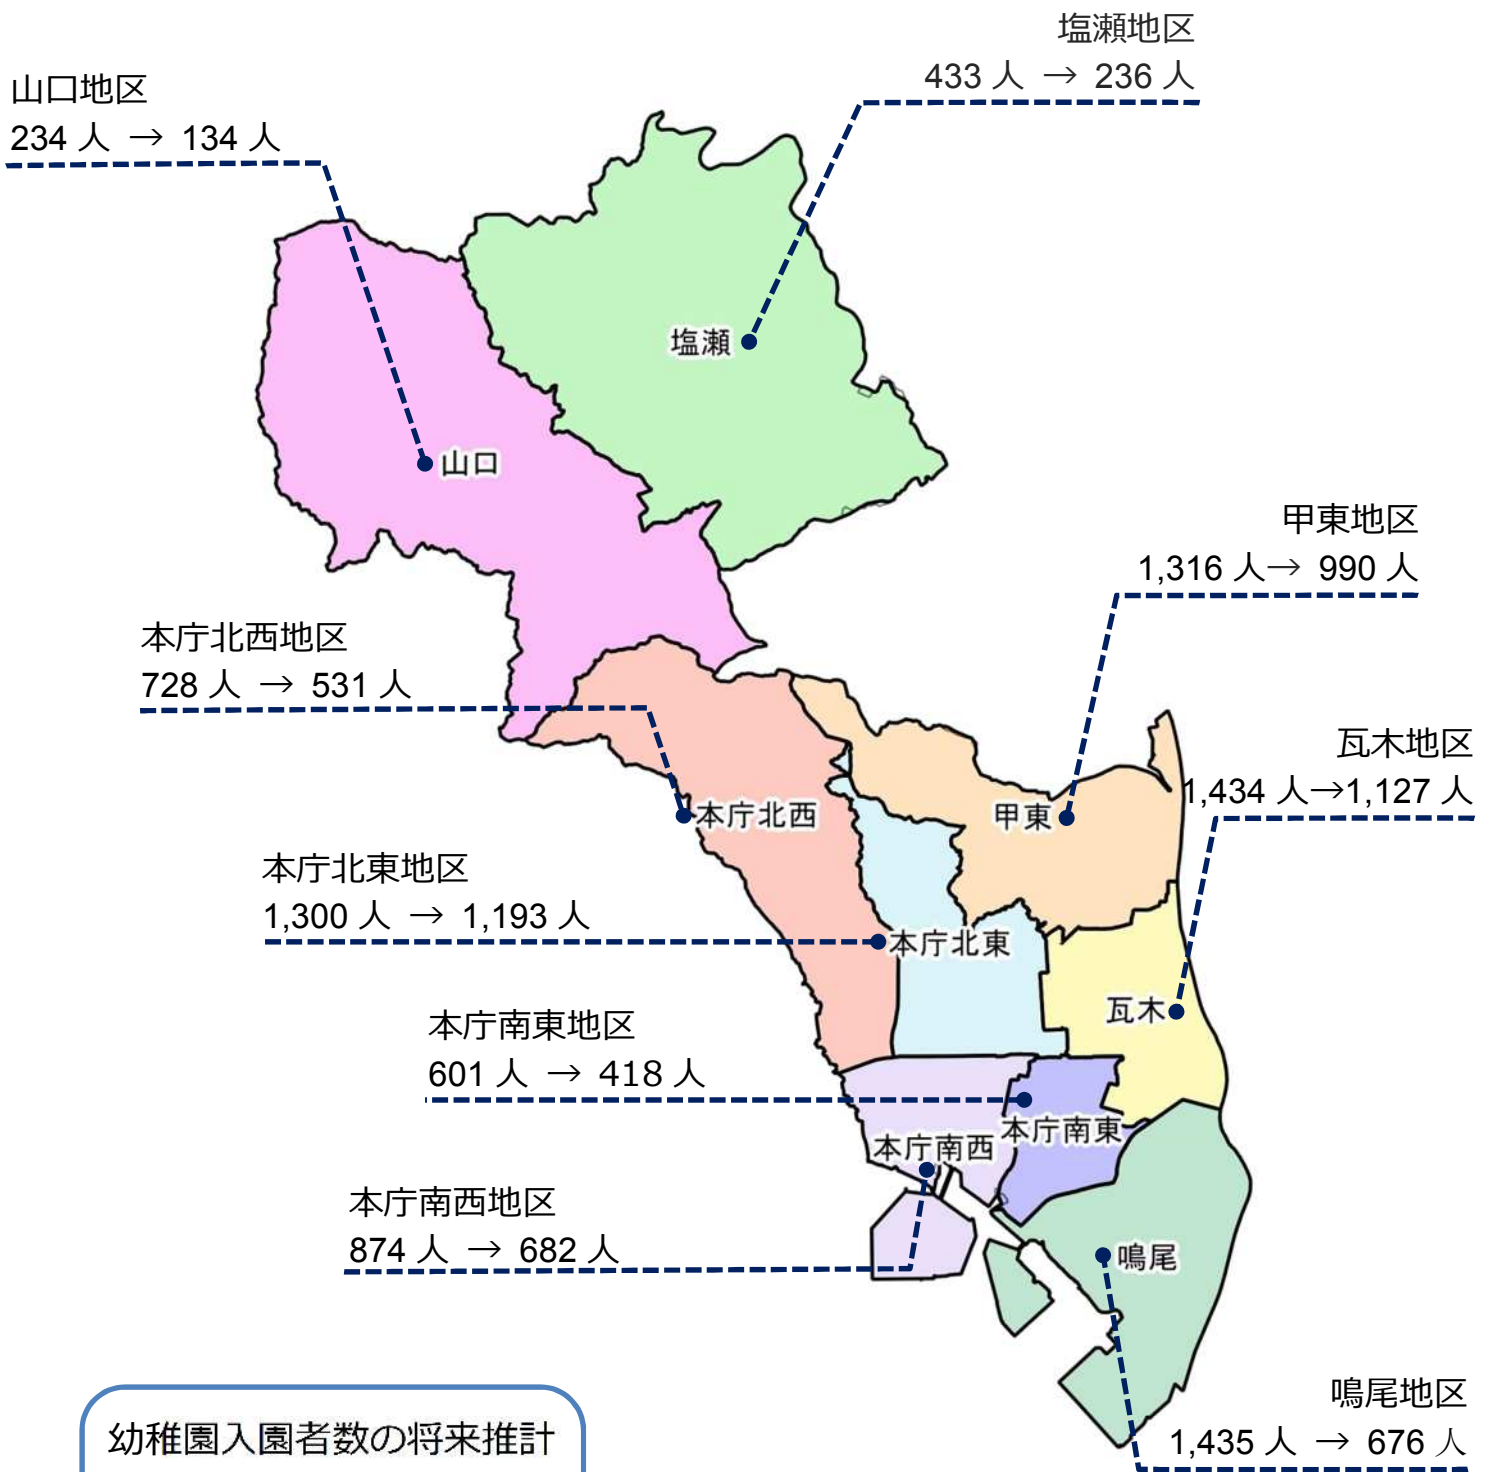 塩瀬地区
433 人 → 236 人
山口地区
234 人 → 134 人
塩瀬
山口
甲東地区
1,316 人→ 990 人
本庁北西地区
728 人 → 531 人
瓦木地区
1,434 人→1,127 人
本庁北西
甲東
本庁北東地区
1,300 人 → 1,193 人
本庁北東
瓦木
本庁南東地区
601 人 → 418 人
本庁南東
本庁南西
本庁南西地区
874 人 → 682 人
鳴尾
鳴尾地区
1,435 人 → 676 人
幼稚園入園者数の将来推計